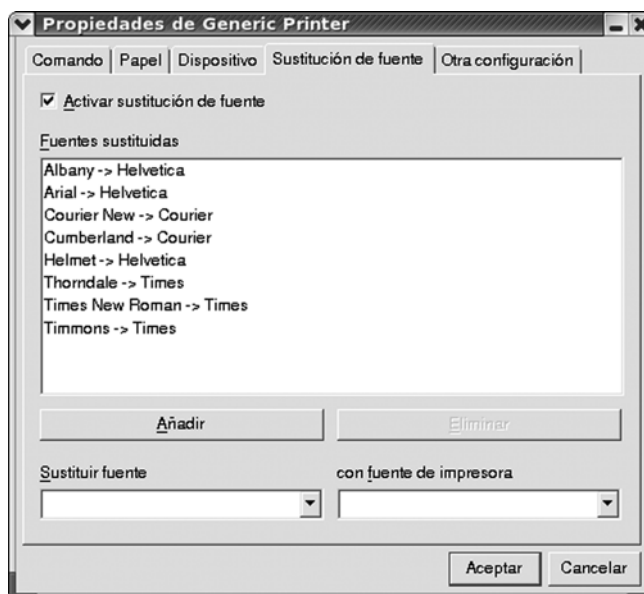 Propiedades de Generic Printer
Comando Papel Dispositivo Sustitución de fuente Otra configuración
Activar sustitución de fuente
Fuentes sustituidas
Albany -> Helvetica
Arial -> Helvetica
Courier New -> Courier
Cumberland -> Courier
Helmet -> Helvetica
Thorndale -> Times
Times New Roman -> Times
Timmons -> Times
Añadir Eliminar
Sustituir fuente con fuente de impresora
Aceptar Cancelar